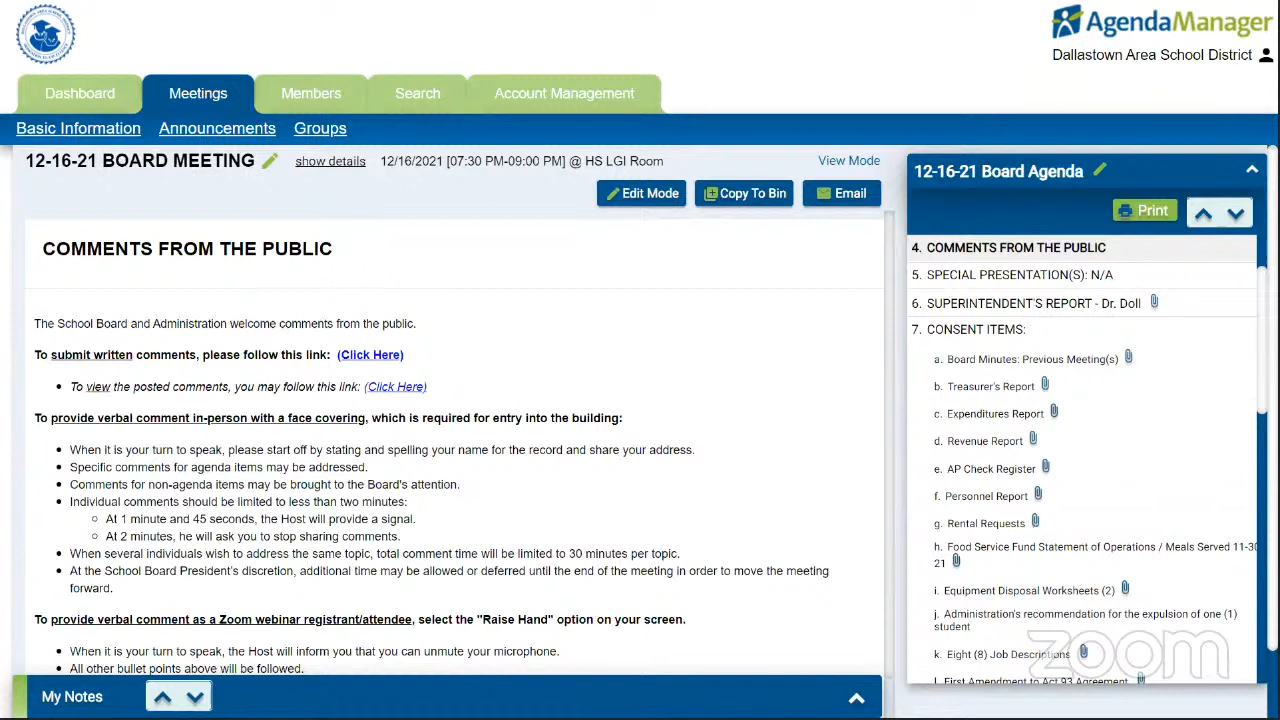 AgendaManager
Dallastown Area School District
Dashboard
Meetings
Members
Search
Account Management
Basic Information
Announcements
Groups
12-16-21 BOARD MEETING
show details
12/16/2021 [07:30 PM-09:00 PM] @ HS LGI Room
View Mode
Edit Mode
Copy To Bin
Email
COMMENTS FROM THE PUBLIC
The School Board and Administration welcome comments from the public.
To submit written comments, please follow this link: (Click Here)
To view the posted comments, you may follow this link: (Click Here)
To provide verbal comment in-person with a face covering, which is required for entry into the building:
When it is your turn to speak, please start off by stating and spelling your name for the record and share your address.
Specific comments for agenda items may be addressed.
Comments for non-agenda items may be brought to the Board's attention.
Individual comments should be limited to less than two minutes:
At 1 minute and 45 seconds, the Host will provide a signal.
At 2 minutes, he will ask you to stop sharing comments.
When several individuals wish to address the same topic, total comment time will be limited to 30 minutes per topic.
At the School Board President's discretion, additional time may be allowed or deferred until the end of the meeting in order to move the meeting
forward.
To provide verbal comment as a Zoom webinar registrant/attendee, select the "Raise Hand" option on your screen.
When it is your turn to speak, the Host will inform you that you can unmute your microphone.
All other bullet points above will be followed.
My Notes
12-16-21 Board Agenda
Print
4. COMMENTS FROM THE PUBLIC
5. SPECIAL PRESENTATION(S): N/A
6. SUPERINTENDENT'S REPORT - Dr. Doll
7. CONSENT ITEMS:
a. Board Minutes: Previous Meeting(s)
b. Treasurer's Report
c. Expenditures Report
d. Revenue Report
e. AP Check Register
f. Personnel Report
g. Rental Requests
h. Food Service Fund Statement of Operations / Meals Served 11-30
21
i. Equipment Disposal Worksheets (2)
j. Administration's recommendation for the expulsion of one (1)
student
k. Eight (8) Job Descriptions
l. First Amendment to Act 93 Agreement
zoom